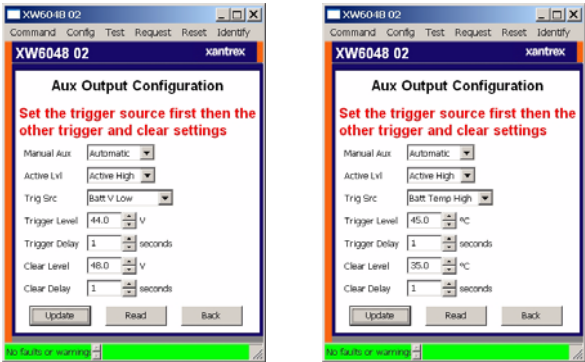 XW6048 02
Command Config Test Request Reset Identify
XW6048 02 xantrex
Aux Output Configuration
Set the trigger source first then the
other trigger and clear settings
Manual Aux Automatic
Active Lvl Active High
Trig Src Batt V Low
Trigger Level 44.0 V
Trigger Delay 1 seconds
Clear Level 48.0 V
Clear Delay 1 seconds
Update Read Back
No faults or warning
XW6048 02
Command Config Test Request Reset Identify
XW6048 02 xantrex
Aux Output Configuration
Set the trigger source first then the
other trigger and clear settings
Manual Aux Automatic
Active Lvl Active High
Trig Src Batt Temp High
Trigger Level 45.0 ºC
Trigger Delay 1 seconds
Clear Level 35.0 ºC
Clear Delay 1 seconds
Update Read Back
No faults or warning